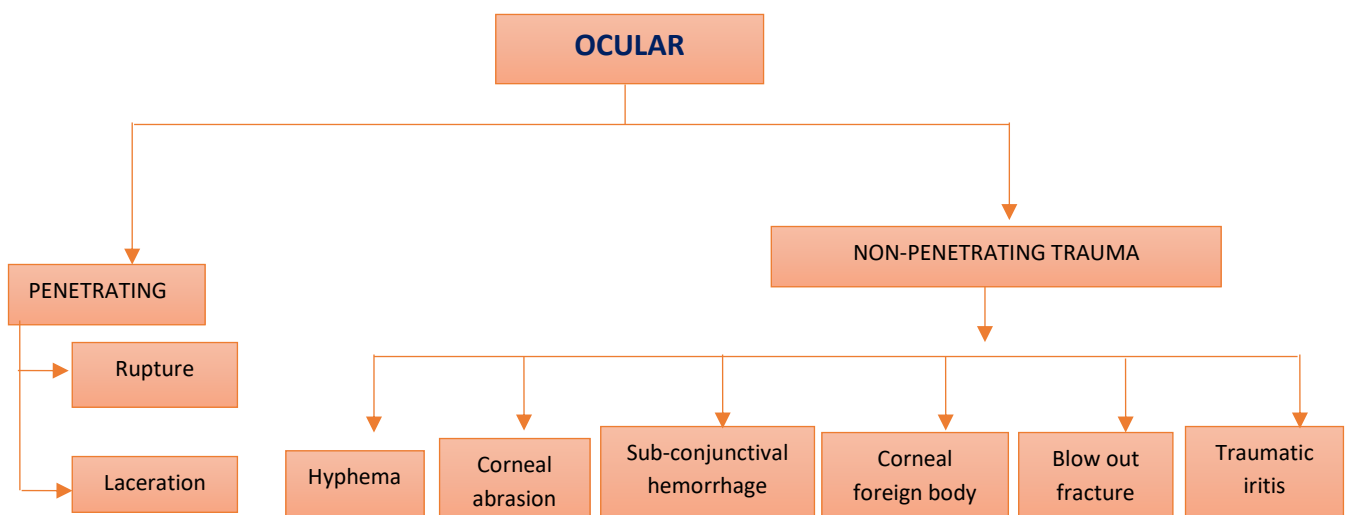 OCULAR
NON-PENETRATING TRAUMA
PENETRATING
Rupture
Laceration
Hyphema
Corneal
abrasion
Sub-conjunctival
hemorrhage
Corneal
foreign body
Blow out
fracture
Traumatic
iritis